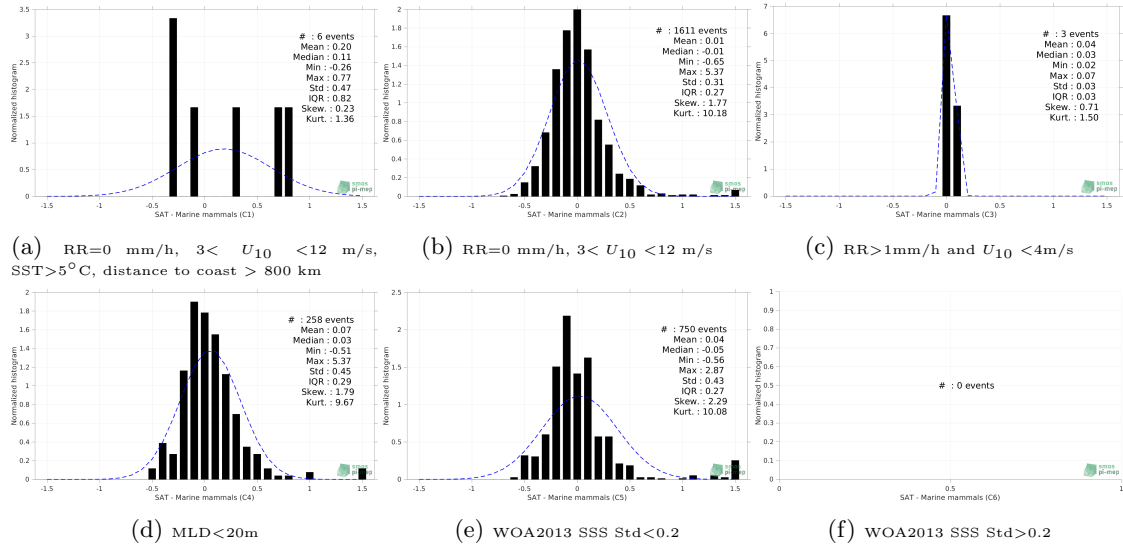 3.5
3
2.5
2
1.5
1
0.5
0
Normalized histogram
# : 6 events
Mean : 0.20
Median : 0.11
Min : -0.26
Max : 0.77
Std : 0.47
IQR : 0.82
Skew. : 0.23
Kurt. : 1.36
smos
pi-mep
-1.5 -1 -0.5 0 0.5 1 1.5
SAT - Marine mammals (C1)
(a) RR=0 mm/h, 3< U10 <12 m/s,
SST>5°C, distance to coast > 800 km
2
1.8
1.6
1.4
1.2
1
0.8
0.6
0.4
0.2
0
Normalized histogram
# : 1611 events
Mean : 0.01
Median : -0.01
Min : -0.65
Max : 5.37
Std : 0.31
IQR : 0.27
Skew. : 1.77
Kurt. : 10.18
smos
pi-mep
-1.5 -1 -0.5 0 0.5 1 1.5
SAT - Marine mammals (C2)
(b) RR=0 mm/h, 3< U10 <12 m/s
7
6
5
4
3
2
1
0
Normalized histogram
# : 3 events
Mean : 0.04
Median : 0.03
Min : 0.02
Max : 0.07
Std : 0.03
IQR : 0.03
Skew. : 0.71
Kurt. : 1.50
smos
pi-mep
-1.5 -1 -0.5 0 0.5 1 1.5
SAT - Marine mammals (C3)
(c) RR>1mm/h and U10 <4m/s
2
1.8
1.6
1.4
1.2
1
0.8
0.6
0.4
0.2
0
Normalized histogram
# : 258 events
Mean : 0.07
Median : 0.03
Min : -0.51
Max : 5.37
Std : 0.45
IQR : 0.29
Skew. : 1.79
Kurt. : 9.67
smos
pi-mep
-1.5 -1 -0.5 0 0.5 1 1.5
SAT - Marine mammals (C4)
(d) MLD<20m
2.5
2
1.5
1
0.5
0
Normalized histogram
# : 750 events
Mean : 0.04
Median : -0.05
Min : -0.56
Max : 2.87
Std : 0.43
IQR : 0.27
Skew. : 2.29
Kurt. : 10.08
smos
pi-mep
-1.5 -1 -0.5 0 0.5 1 1.5
SAT - Marine mammals (C5)
(e) WOA2013 SSS Std<0.2
1
0.9
0.8
0.7
0.6
0.5
0.4
0.3
0.2
0.1
0
Normalized histogram
# : 0 events
smos
pi-mep
0 0.5 1
SAT - Marine mammals (C6)
(f) WOA2013 SSS Std>0.2